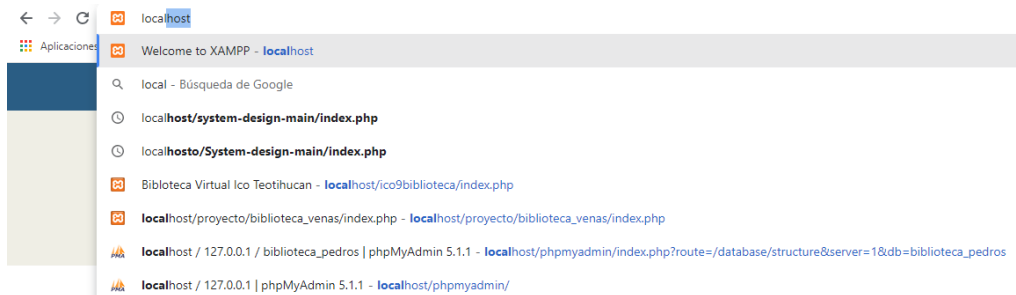 localhost
Aplicaciones
Welcome to XAMPP - localhost
local - Búsqueda de Google
localhost/system-design-main/index.php
localhosto/System-design-main/index.php
Bibloteca Virtual Ico Teotihucan - localhost/ico9biblioteca/index.php
localhost/proyecto/biblioteca_venas/index.php - localhost/proyecto/biblioteca_venas/index.php
localhost / 127.0.0.1 / biblioteca_pedros | phpMyAdmin 5.1.1 - localhost/phpmyadmin/index.php?route=/database/structure&server=1&db=biblioteca_pedros
localhost / 127.0.0.1 | phpMyAdmin 5.1.1 - localhost/phpmyadmin/